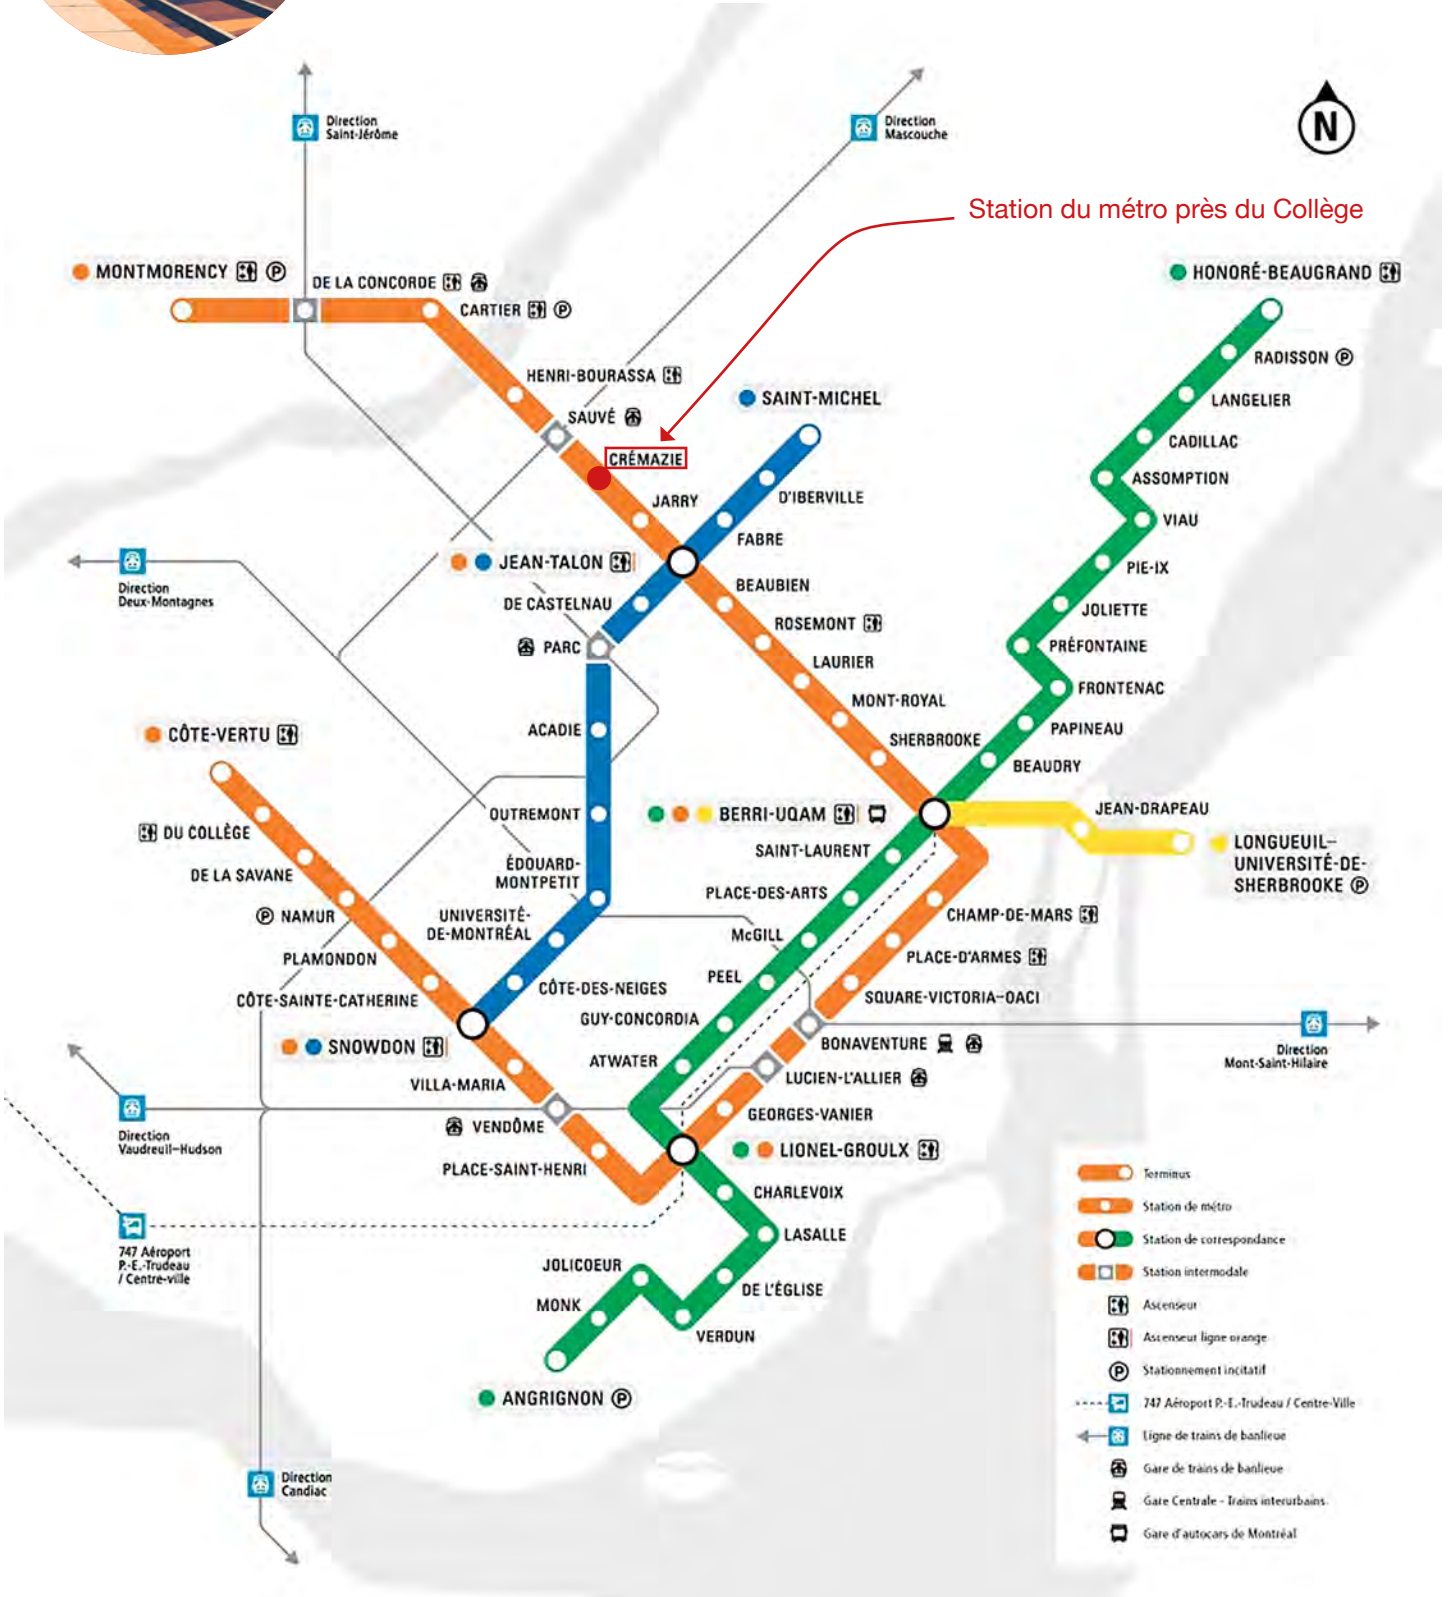 Direction
Saint-Jérôme
Direction
Mascouche
N
Station du métro près du Collège
MONTMORENCY P
DE LA CONCORDE
CARTIER P
HONORÉ-BEAUGRAND
RADISSON P
HENRI-BOURASSA
LANGELIER
SAINT-MICHEL
SAUVÉ
CADILLAC
CRÉMAZIE
ASSOMPTION
D'IBERVILLE
JARRY
VIAU
FABRE
JEAN-TALON
PIE-IX
Direction
Deux-Montagnes
BEAUBIEN
DE CASTELNAU
JOLIETTE
ROSEMONT
PARC
PRÉFONTAINE
LAURIER
FRONTENAC
MONT-ROYAL
ACADIE
PAPINEAU
CÔTE-VERTU
SHERBROOKE
BEAUDRY
OUTREMONT
BERRI-UQAM
JEAN-DRAPEAU
DU COLLÈGE
SAINT-LAURENT
LONGUEUIL–
UNIVERSITÉ-DE-
SHERBROOKE P
ÉDOUARD-
MONTPETIT
DE LA SAVANE
PLACE-DES-ARTS
P NAMUR
UNIVERSITÉ-
DE-MONTRÉAL
CHAMP-DE-MARS
McGILL
PLAMONDON
PLACE-D'ARMES
PEEL
CÔTE-DES-NEIGES
CÔTE-SAINTE-CATHERINE
SQUARE-VICTORIA–OACI
GUY-CONCORDIA
SNOWDON
BONAVENTURE
Direction
Mont-Saint-Hilaire
ATWATER
LUCIEN-L'ALLIER
VILLA-MARIA
GEORGES-VANIER
VENDÔME
Direction
Vaudreuil–Hudson
LIONEL-GROULX
PLACE-SAINT-HENRI
CHARLEVOIX
LASALLE
747 Aéroport
P.-E.-Trudeau
/ Centre-ville
JOLICOEUR
DE L'ÉGLISE
MONK
VERDUN
ANGRIGNON P
Direction
Candiac
Terminus
Station de métro
Station de correspondance
Station intermodale
Ascenseur
Ascenseur ligne orange
P Stationnement incitatif
747 Aéroport P.-E.-Trudeau / Centre-Ville
Ligne de trains de banlieue
Gare de trains de banlieue
Gare Centrale - Trains interurbains
Gare d'autocars de Montréal